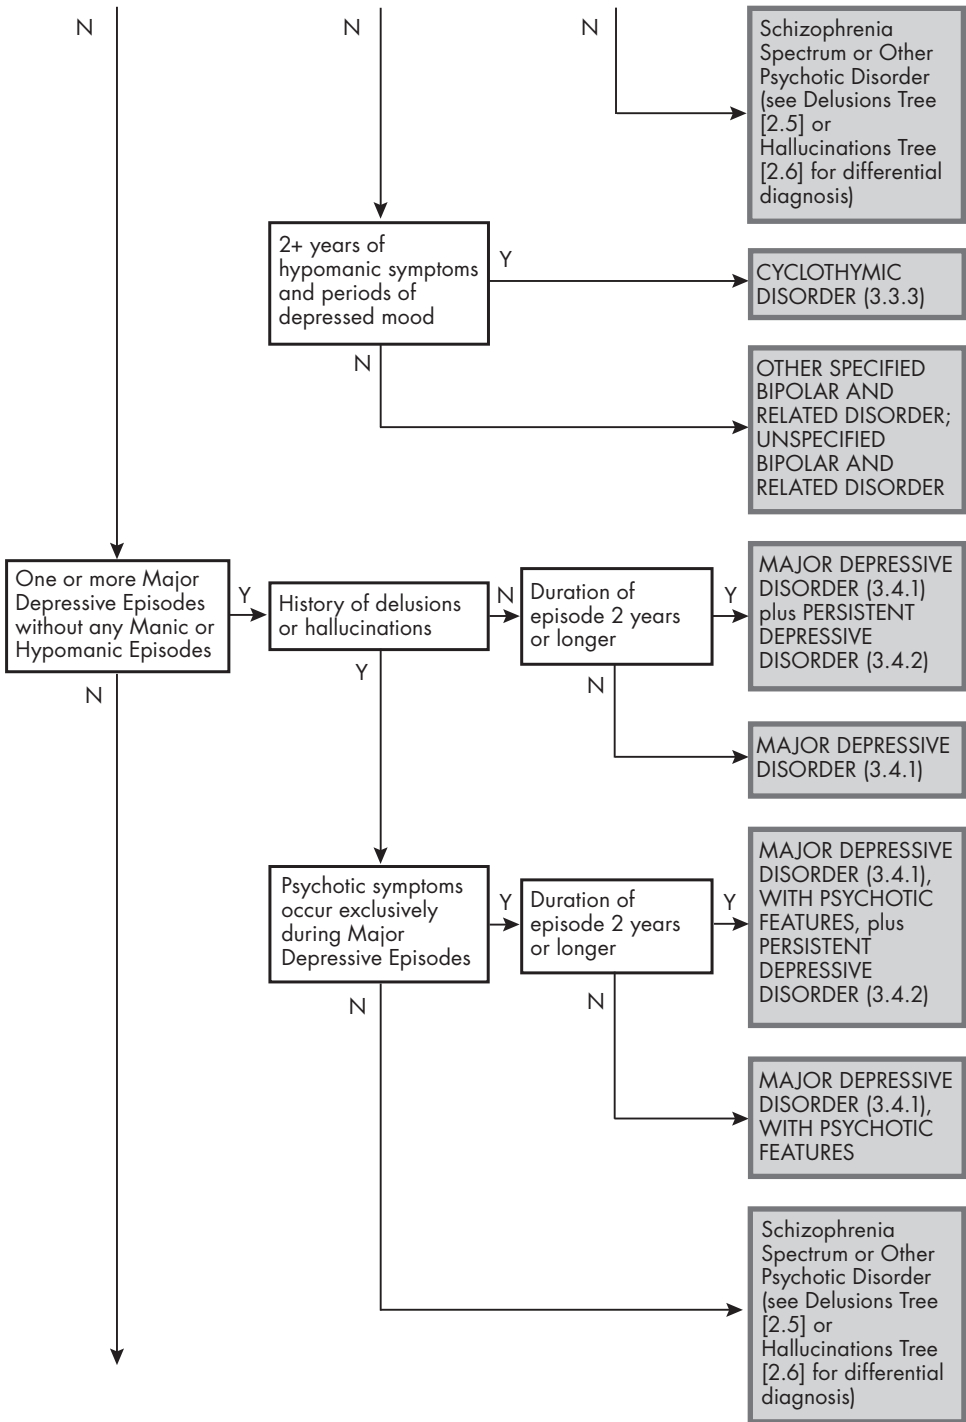 N
N
N
Schizophrenia
Spectrum or Other
Psychotic Disorder
(see Delusions Tree
[2.5] or
Hallucinations Tree
[2.6] for differential
diagnosis)
2+ years of
hypomanic symptoms
and periods of
depressed mood
Y
N
CYCLOTHYMIC
DISORDER (3.3.3)
OTHER SPECIFIED
BIPOLAR AND
RELATED DISORDER;
UNSPECIFIED
BIPOLAR AND
RELATED DISORDER
One or more Major
Depressive Episodes
without any Manic or
Hypomanic Episodes
Y
N
History of delusions
or hallucinations
N
Y
Duration of
episode 2 years
or longer
Y
N
MAJOR DEPRESSIVE
DISORDER (3.4.1)
plus PERSISTENT
DEPRESSIVE
DISORDER (3.4.2)
MAJOR DEPRESSIVE
DISORDER (3.4.1)
Psychotic symptoms
occur exclusively
during Major
Depressive Episodes
Y
N
Duration of
episode 2 years
or longer
Y
N
MAJOR DEPRESSIVE
DISORDER (3.4.1),
WITH PSYCHOTIC
FEATURES, plus
PERSISTENT
DEPRESSIVE
DISORDER (3.4.2)
MAJOR DEPRESSIVE
DISORDER (3.4.1),
WITH PSYCHOTIC
FEATURES
Schizophrenia
Spectrum or Other
Psychotic Disorder
(see Delusions Tree
[2.5] or
Hallucinations Tree
[2.6] for differential
diagnosis)